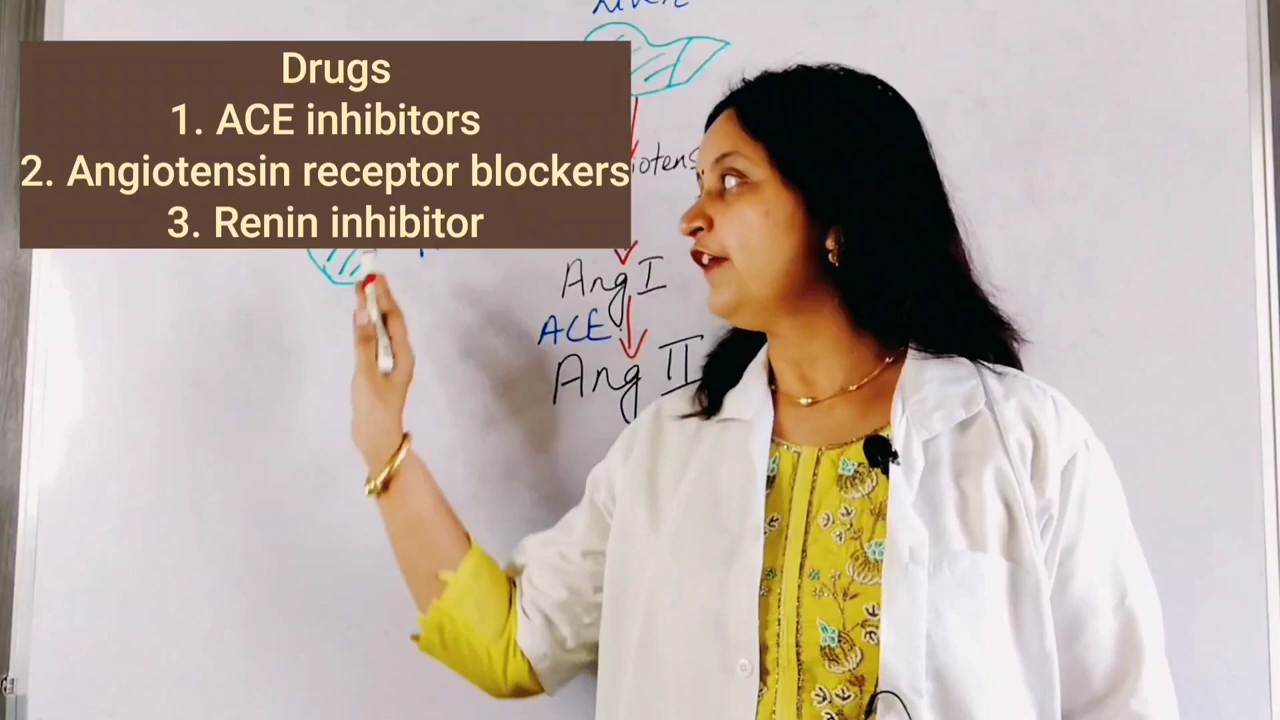 Drugs
1. ACE inhibitors
2. Angiotensin receptor blockers
3. Renin inhibitor
Ang I
ACE
Ang II